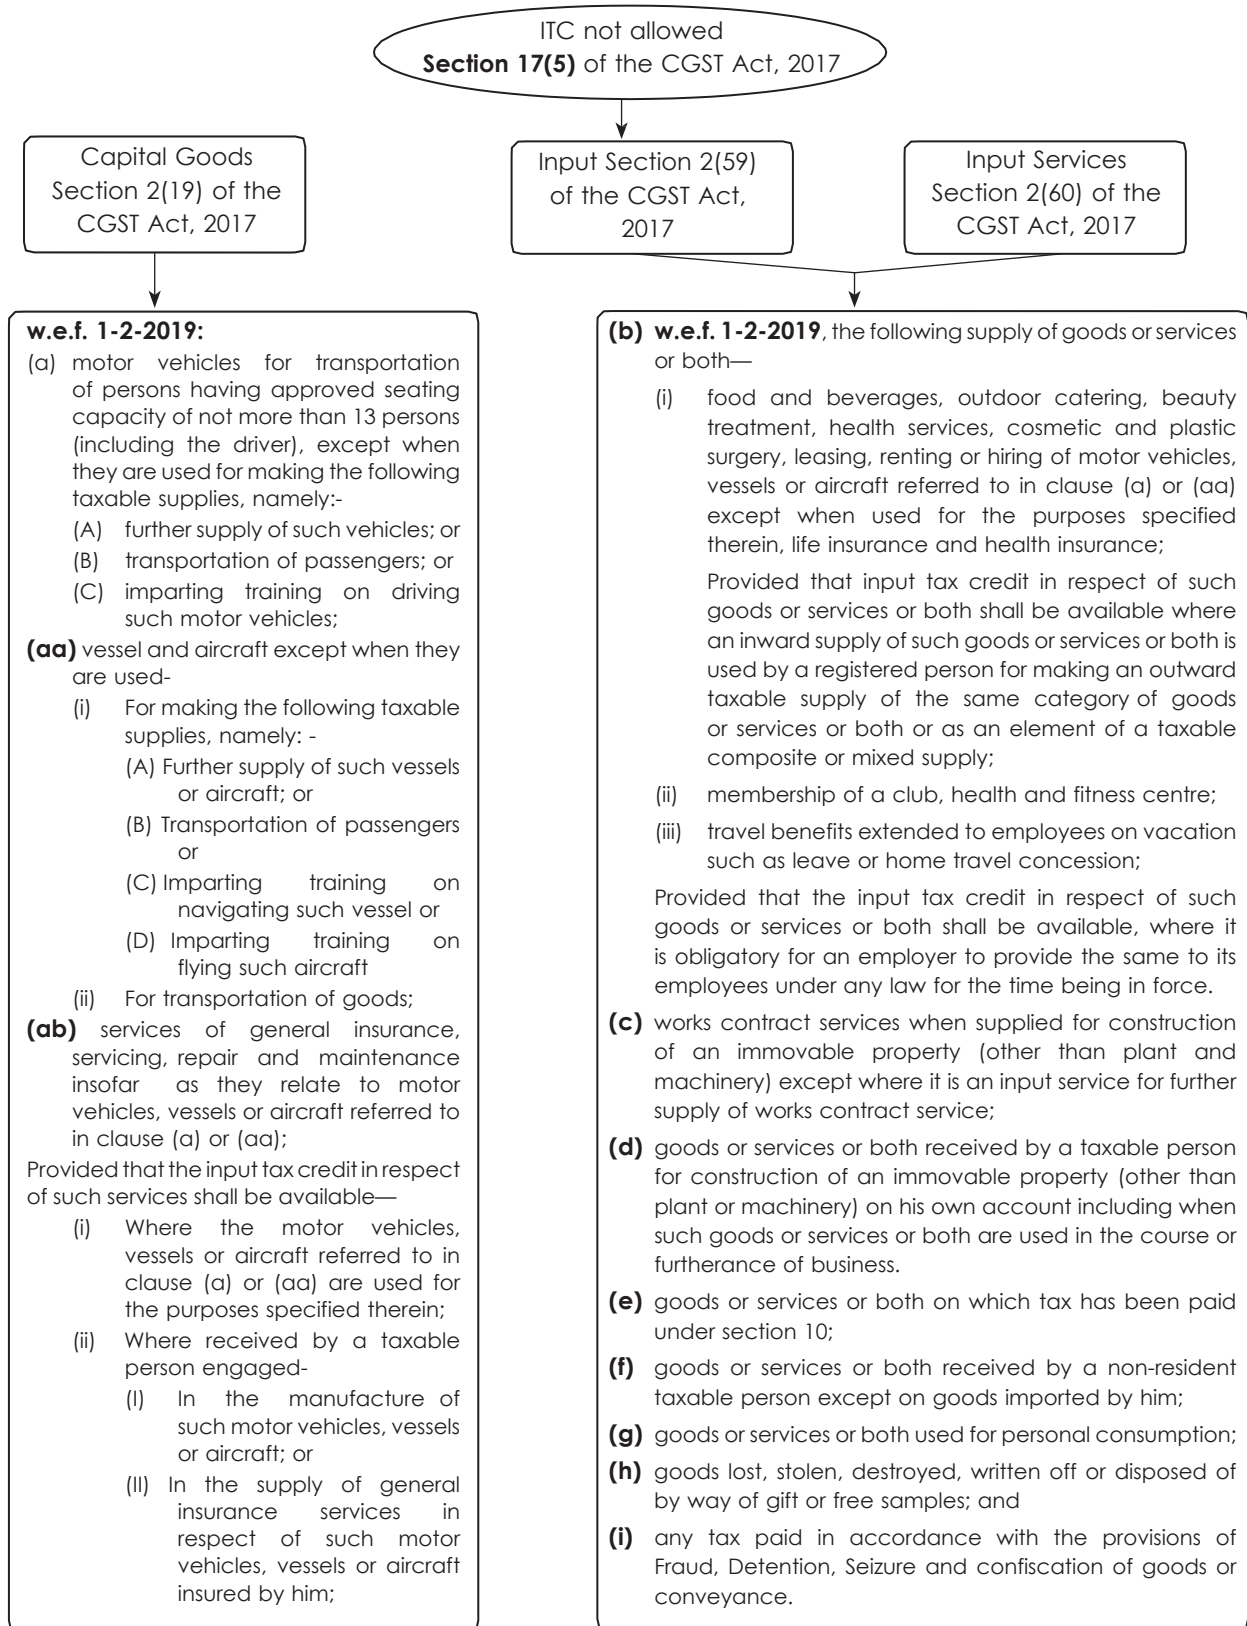 ITC not allowed
Section 17(5) of the CGST Act, 2017
Capital Goods
Section 2(19) of the
CGST Act, 2017
Input Section 2(59)
of the CGST Act,
2017
Input Services
Section 2(60) of the
CGST Act, 2017
w.e.f. 1-2-2019:
(a) motor vehicles for transportation
of persons having approved seating
capacity of not more than 13 persons
(including the driver), except when
they are used for making the following
taxable supplies, namely:-
(A) further supply of such vehicles; or
(B) transportation of passengers; or
(C) imparting training on driving
such motor vehicles;
(aa) vessel and aircraft except when they
are used-
(i) For making the following taxable
supplies, namely: -
(A) Further supply of such vessels
or aircraft; or
(B) Transportation of passengers
or
(C) Imparting training on
navigating such vessel or
(D) Imparting training on
flying such aircraft
(ii) For transportation of goods;
(ab) services of general insurance,
servicing, repair and maintenance
insofar as they relate to motor
vehicles, vessels or aircraft referred to
in clause (a) or (aa);
Provided that the input tax credit in respect
of such services shall be available—
(i) Where the motor vehicles,
vessels or aircraft referred to in
clause (a) or (aa) are used for
the purposes specified therein;
(ii) Where received by a taxable
person engaged-
(I) In the manufacture of
such motor vehicles, vessels
or aircraft; or
(II) In the supply of general
insurance services in
respect of such motor
vehicles, vessels or aircraft
insured by him;
(b) w.e.f. 1-2-2019, the following supply of goods or services
or both—
(i) food and beverages, outdoor catering, beauty
treatment, health services, cosmetic and plastic
surgery, leasing, renting or hiring of motor vehicles,
vessels or aircraft referred to in clause (a) or (aa)
except when used for the purposes specified
therein, life insurance and health insurance;
Provided that input tax credit in respect of such
goods or services or both shall be available where
an inward supply of such goods or services or both is
used by a registered person for making an outward
taxable supply of the same category of goods
or services or both or as an element of a taxable
composite or mixed supply;
(ii) membership of a club, health and fitness centre;
(iii) travel benefits extended to employees on vacation
such as leave or home travel concession;
Provided that the input tax credit in respect of such
goods or services or both shall be available, where it
is obligatory for an employer to provide the same to its
employees under any law for the time being in force.
(c) works contract services when supplied for construction
of an immovable property (other than plant and
machinery) except where it is an input service for further
supply of works contract service;
(d) goods or services or both received by a taxable person
for construction of an immovable property (other than
plant or machinery) on his own account including when
such goods or services or both are used in the course or
furtherance of business.
(e) goods or services or both on which tax has been paid
under section 10;
(f) goods or services or both received by a non-resident
taxable person except on goods imported by him;
(g) goods or services or both used for personal consumption;
(h) goods lost, stolen, destroyed, written off or disposed of
by way of gift or free samples; and
(i) any tax paid in accordance with the provisions of
Fraud, Detention, Seizure and confiscation of goods or
conveyance.